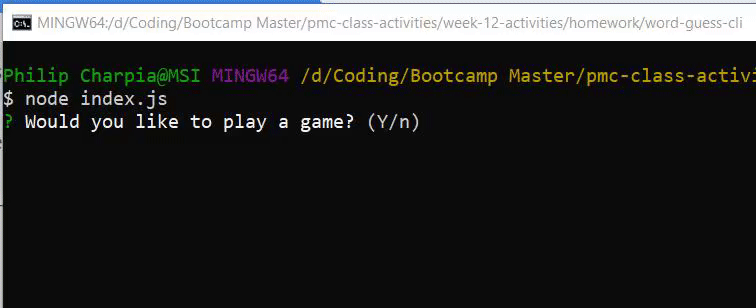 MINGW64:/d/Coding/Bootcamp Master/pmc-class-activities/week-12-activities/homework/word-guess-cli
Philip Charpia@MSI MINGW64 /d/Coding/Bootcamp Master/pmc-class-activi
$ node index.js
? Would you like to play a game? (Y/n)